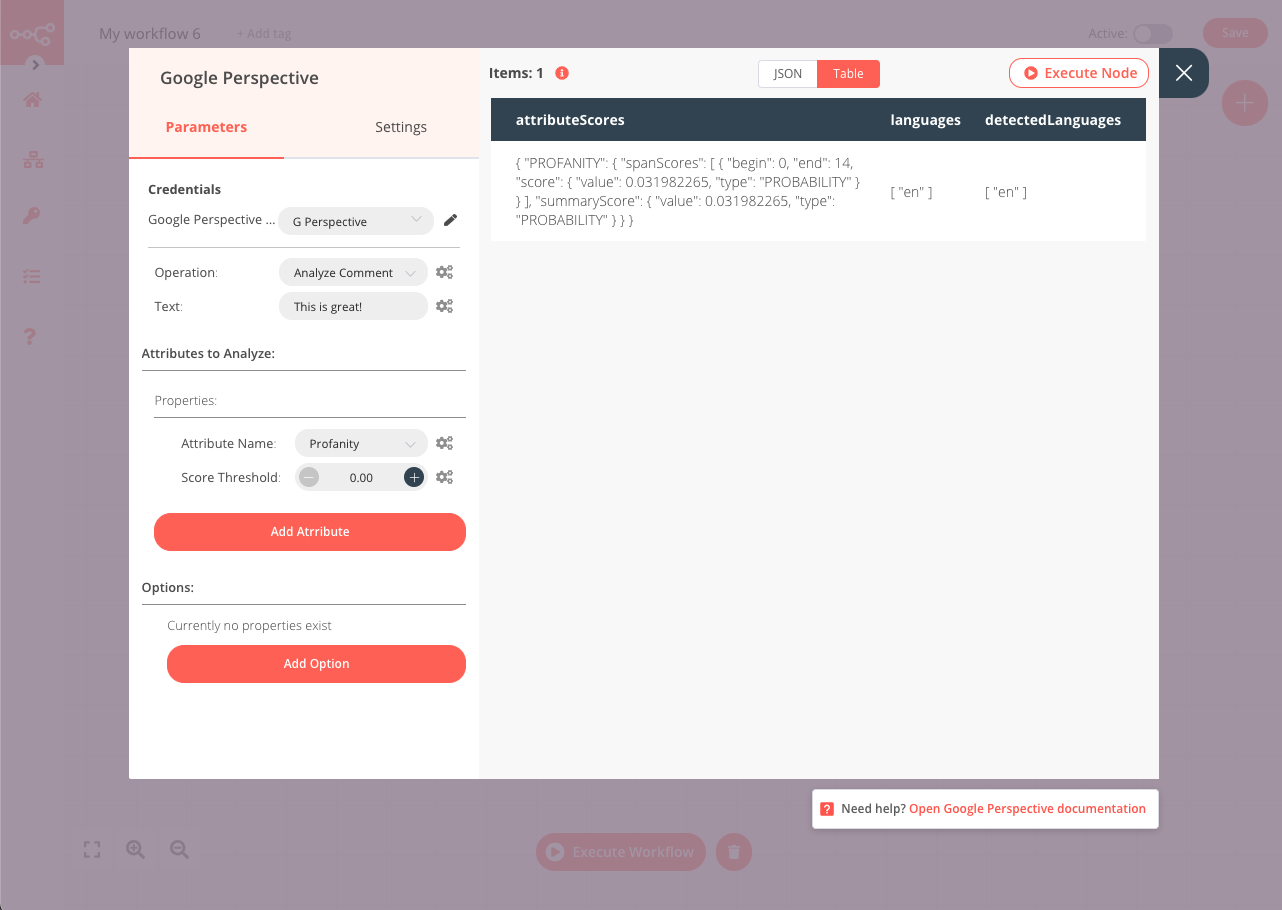 My workflow 6
+ Add tag
Active:
Save
Google Perspective
Parameters
Settings
Credentials
Google Perspective ...
G Perspective
Operation:
Analyze Comment
Text:
This is great!
Attributes to Analyze:
Properties:
Attribute Name:
Profanity
Score Threshold:
0.00
Add Atrribute
Options:
Currently no properties exist
Add Option
Items: 1
JSON
Table
Execute Node
attributeScores
languages
detectedLanguages
{ "PROFANITY": { "spanScores": [ { "begin": 0, "end": 14,
"score": { "value": 0.031982265, "type": "PROBABILITY" }
} ], "summaryScore": { "value": 0.031982265, "type":
"PROBABILITY" } } }
[ "en" ]
[ "en" ]
Need help? Open Google Perspective documentation
Execute Workflow